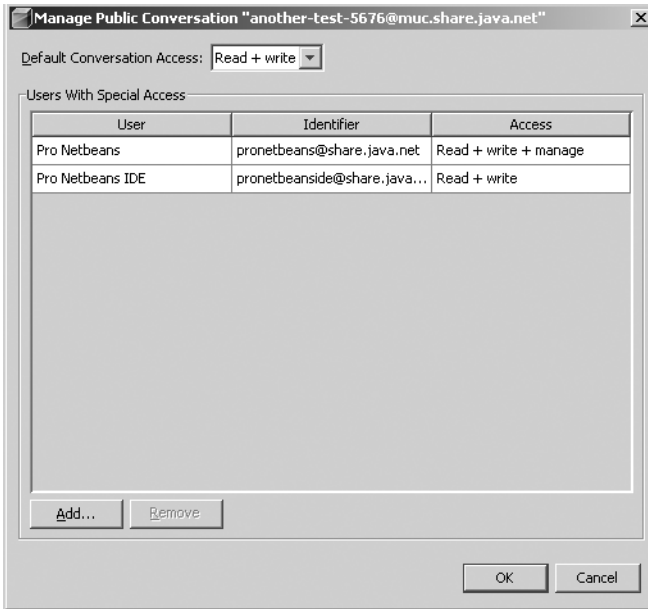 Manage Public Conversation "another-test-5676@muc.share.java.net"
Default Conversation Access: Read + write
Users With Special Access
User Identifier Access
Pro Netbeans pronetbeans@share.java.net Read + write + manage
Pro Netbeans IDE pronetbeanside@share.java... Read + write
Add... Remove
OK Cancel